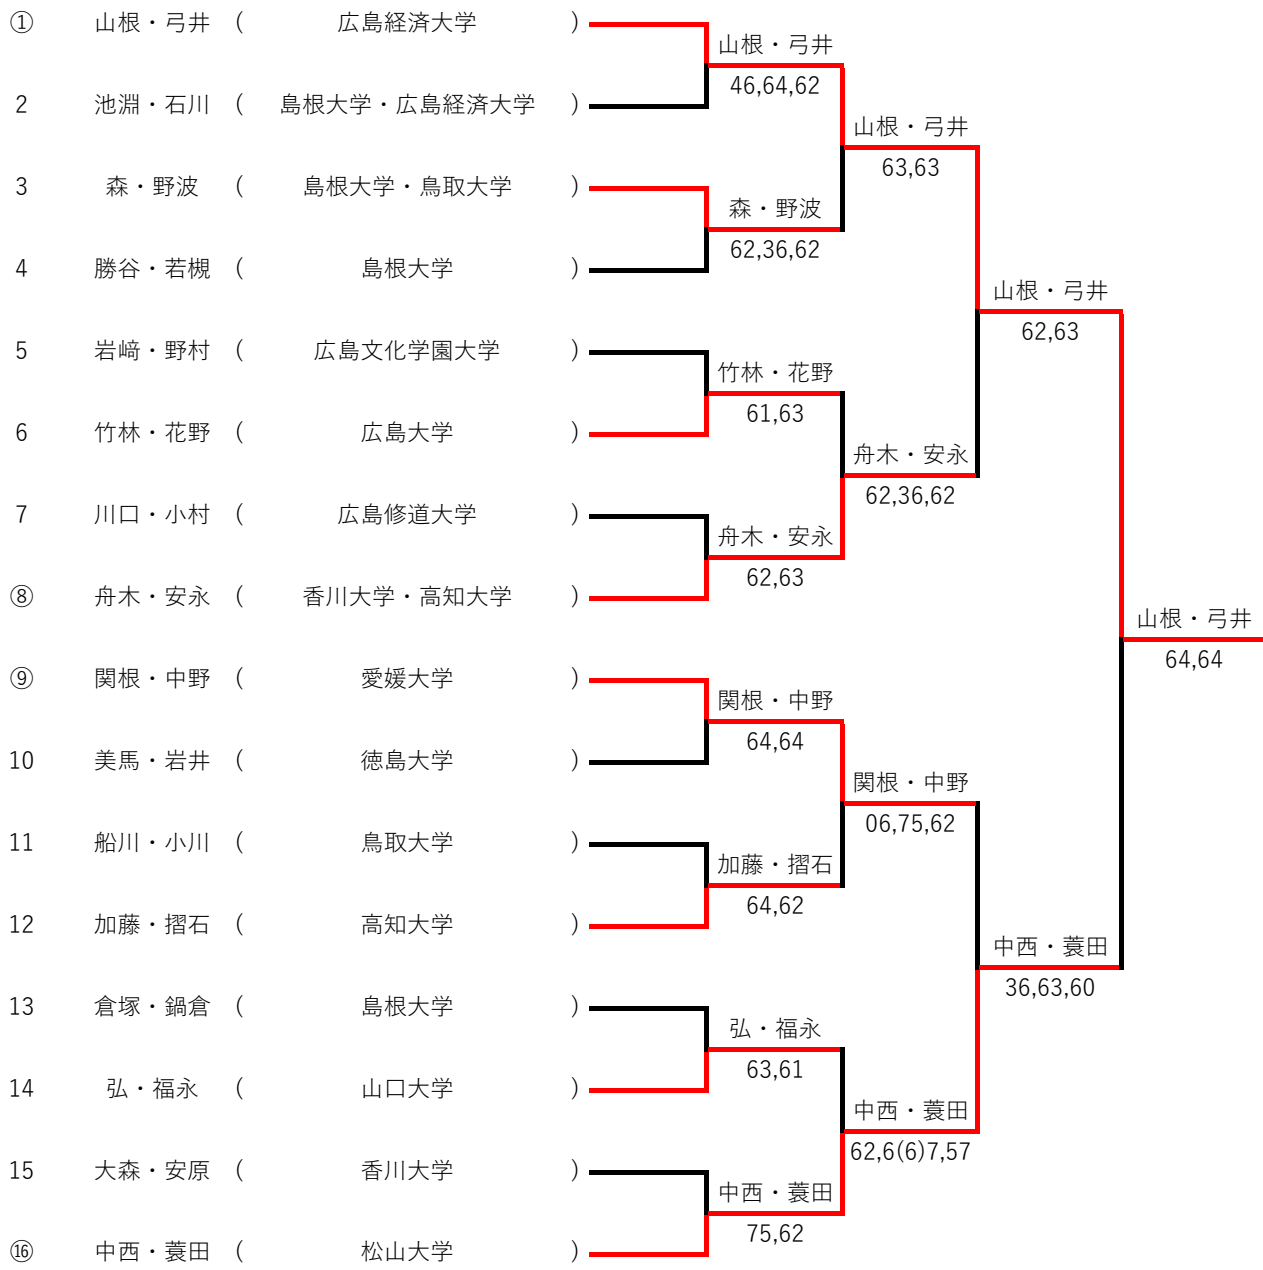 ① 山根・弓井 ( 広島経済大学 )
山根・弓井
46,64,62
2 池淵・石川 ( 島根大学・広島経済大学 )
山根・弓井
63,63
3 森・野波 ( 島根大学・鳥取大学 )
森・野波
62,36,62
4 勝谷・若槻 ( 島根大学 )
山根・弓井
62,63
5 岩﨑・野村 ( 広島文化学園大学 )
竹林・花野
61,63
6 竹林・花野 ( 広島大学 )
舟木・安永
62,36,62
7 川口・小村 ( 広島修道大学 )
舟木・安永
62,63
⑧ 舟木・安永 ( 香川大学・高知大学 )
山根・弓井
64,64
⑨ 関根・中野 ( 愛媛大学 )
関根・中野
64,64
10 美馬・岩井 ( 徳島大学 )
関根・中野
06,75,62
11 船川・小川 ( 鳥取大学 )
加藤・摺石
64,62
12 加藤・摺石 ( 高知大学 )
中西・蓑田
36,63,60
13 倉塚・鍋倉 ( 島根大学 )
弘・福永
63,61
14 弘・福永 ( 山口大学 )
中西・蓑田
62,6(6)7,57
15 大森・安原 ( 香川大学 )
中西・蓑田
75,62
⑯ 中西・蓑田 ( 松山大学 )